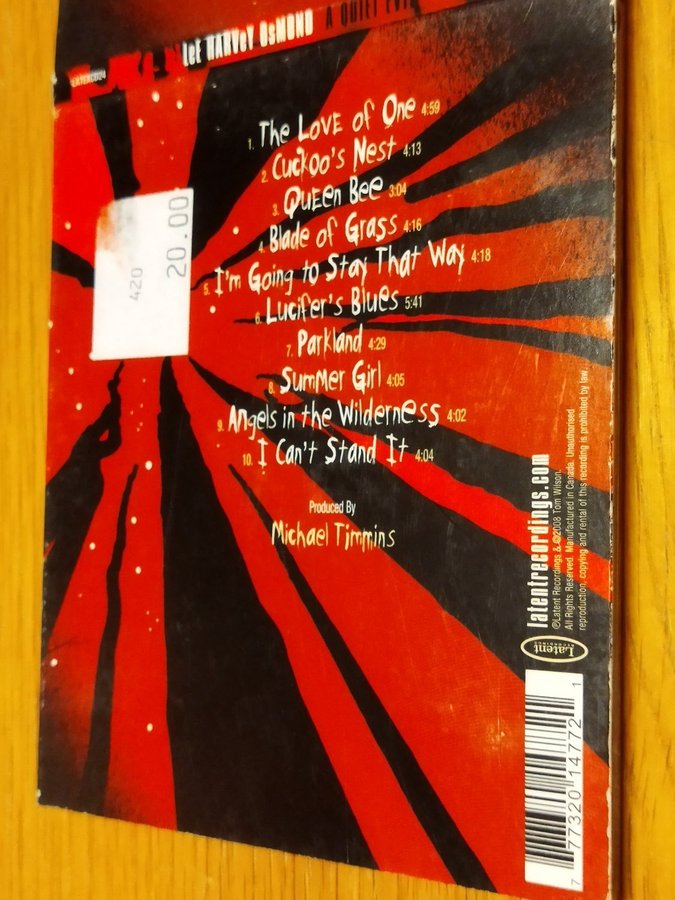 LEE HARVEY OSMOND A QUIET EVIL
LATEXCD24
1. The Love of One 4:59
2. Cuckoo's Nest 4:13
3. Queen Bee 3:04
4. Blade of Grass 4:16
5. I'm Going to Stay That Way 4:18
6. Lucifer's Blues 5:41
7. Parkland 4:29
8. Summer Girl 4:05
9. Angels in the Wilderness 4:02
10. I Can't Stand It 4:04
Produced By
Michael Timmins
420
20.00
latentrecordings.com
℗Latent Recordings & ©2008 Tom Wilson.
All Rights Reserved. Manufactured in Canada. Unauthorised
reproduction, copying and rental of this recording is prohibited by law.
Latent
RECORDINGS
7 77320 14772 1